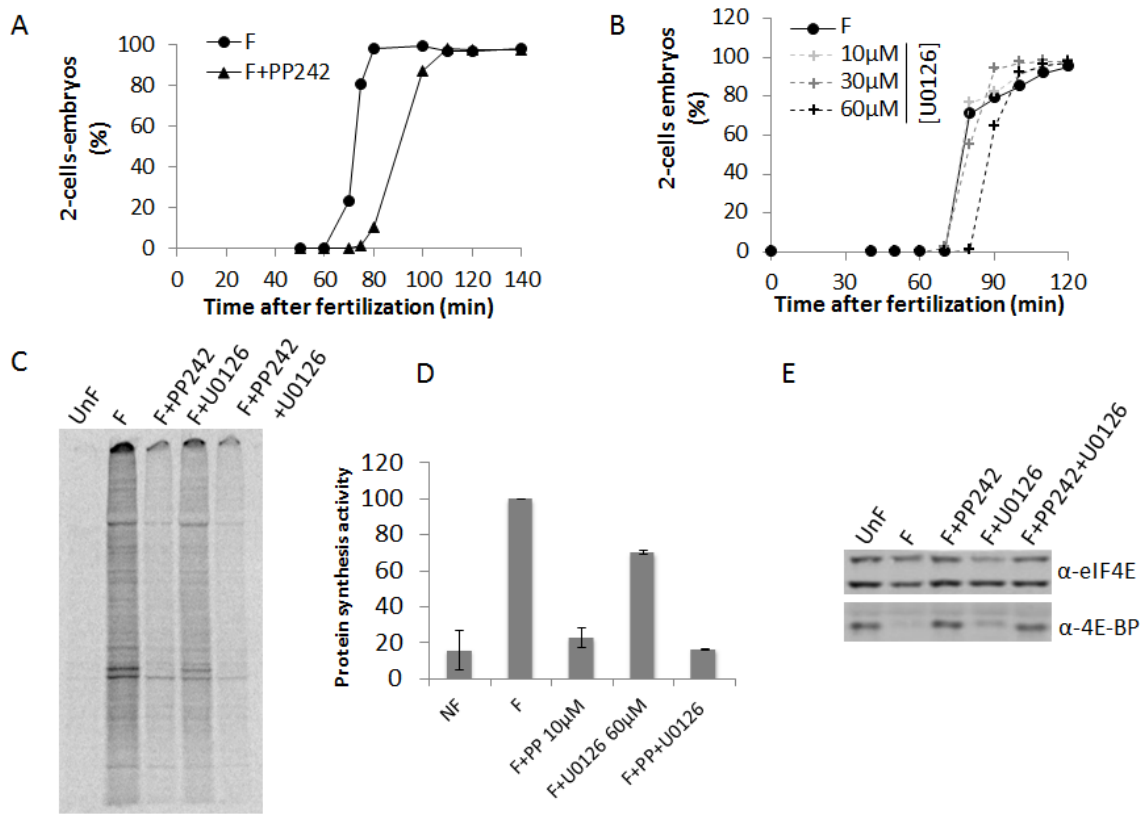 A
F
F+PP242
100
80
60
40
20
0
0
20
40
60
80
100
120
140
2-cells-embryos
(%)
Time after fertilization (min)
B
F
10µM
30µM
60µM
[U0126]
120
100
80
60
40
20
0
0
30
60
90
120
2-cells embryos
(%)
Time after fertilization (min)
C
UnF
F
F+PP242
F+U0126
F+PP242
+U0126
D
Protein synthesis activity
120
100
80
60
40
20
0
NF
F
F+PP 10µM
F+U0126 60µM
F+PP+U0126
E
UnF
F
F+PP242
F+U0126
F+PP242+U0126
α-eIF4E
α-4E-BP